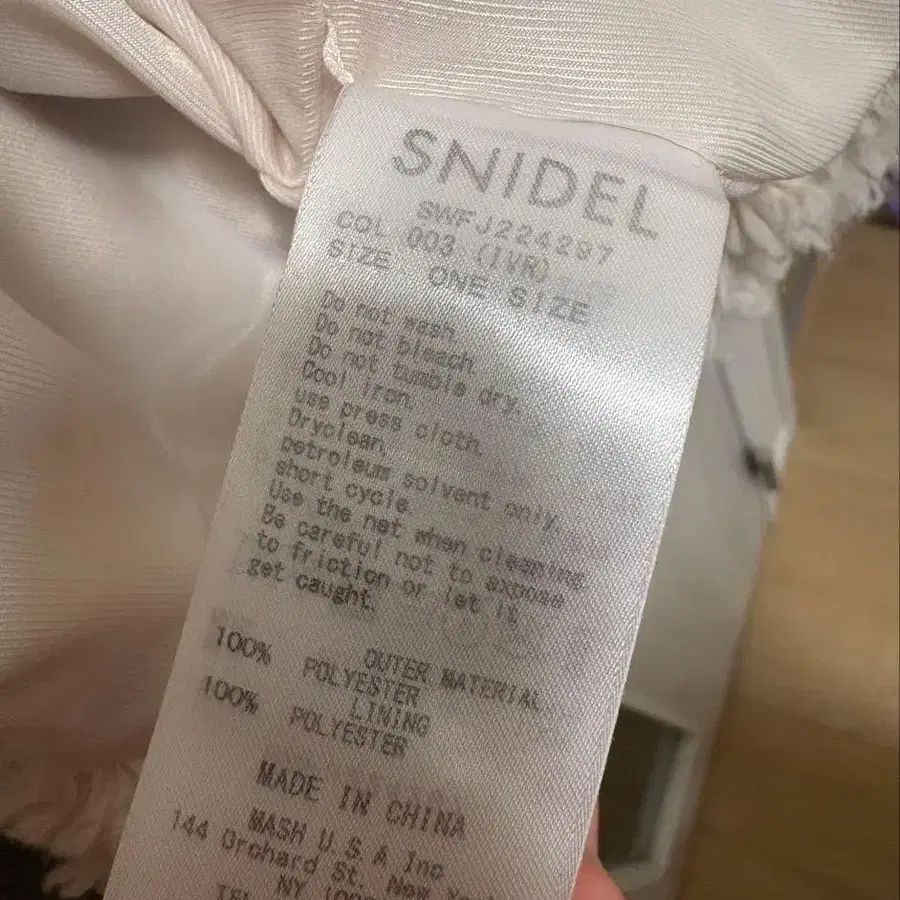 SNIDEL
SWFJ224297
COL 003 (IVR)
SIZE ONE SIZE
Do not wash.
Do not bleach.
Do not tumble dry.
Cool iron.
use press cloth.
Dryclean,
petroleum solvent only.
short cycle.
Use the net when cleaning
Be careful not to expose
to friction or let it
get caught.
OUTER MATERIAL
100% POLYESTER
LINING
100% POLYESTER
MADE IN CHINA
MASH U.S.A Inc
144 Orchard St. New
NY
TEL